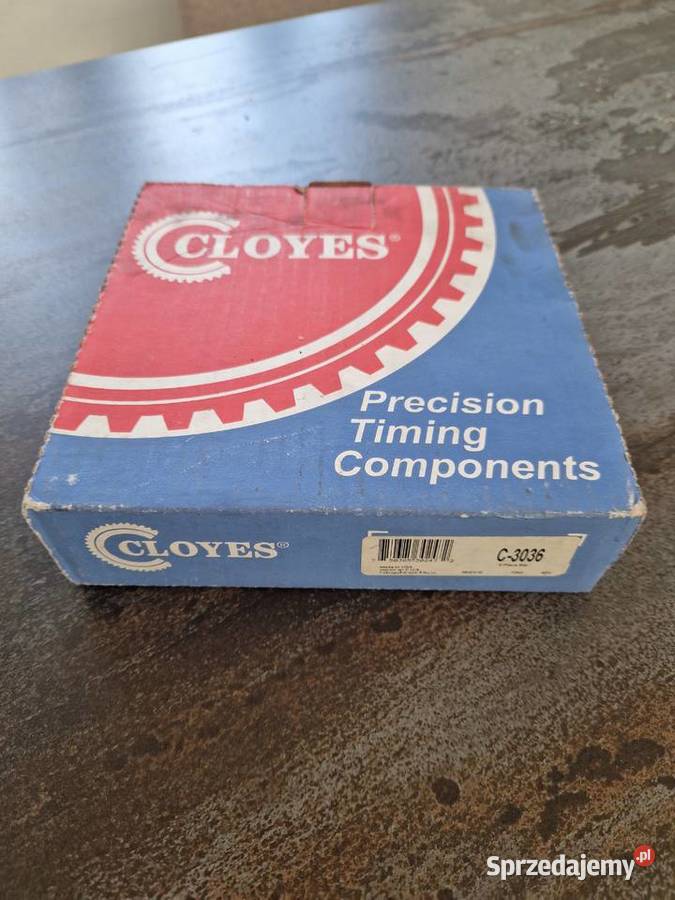 CLOYES®
Precision
Timing
Components
CLOYES®
C-3036
Sprzedajemy.pl